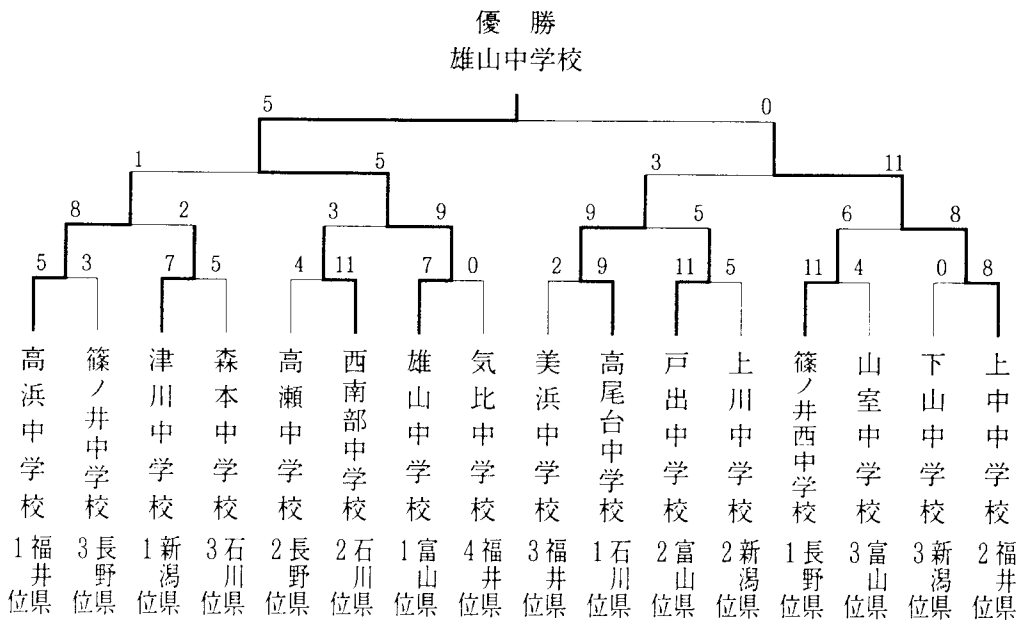 優 勝
雄山中学校
5 0
1 5 3 11
8 2 3 9 9 5 6 8
5 3 7 5 4 11 7 0 2 9 11 5 11 4 0 8
高浜中学校 福井県1位
篠ノ井中学校 長野県3位
津川中学校 新潟県1位
森本中学校 石川県3位
高瀬中学校 長野県2位
西南部中学校 石川県2位
雄山中学校 富山県1位
気比中学校 福井県4位
美浜中学校 福井県3位
高尾台中学校 石川県1位
戸出中学校 富山県2位
上川中学校 新潟県2位
篠ノ井西中学校 長野県1位
山室中学校 富山県3位
下山中学校 新潟県3位
上中中学校 福井県2位